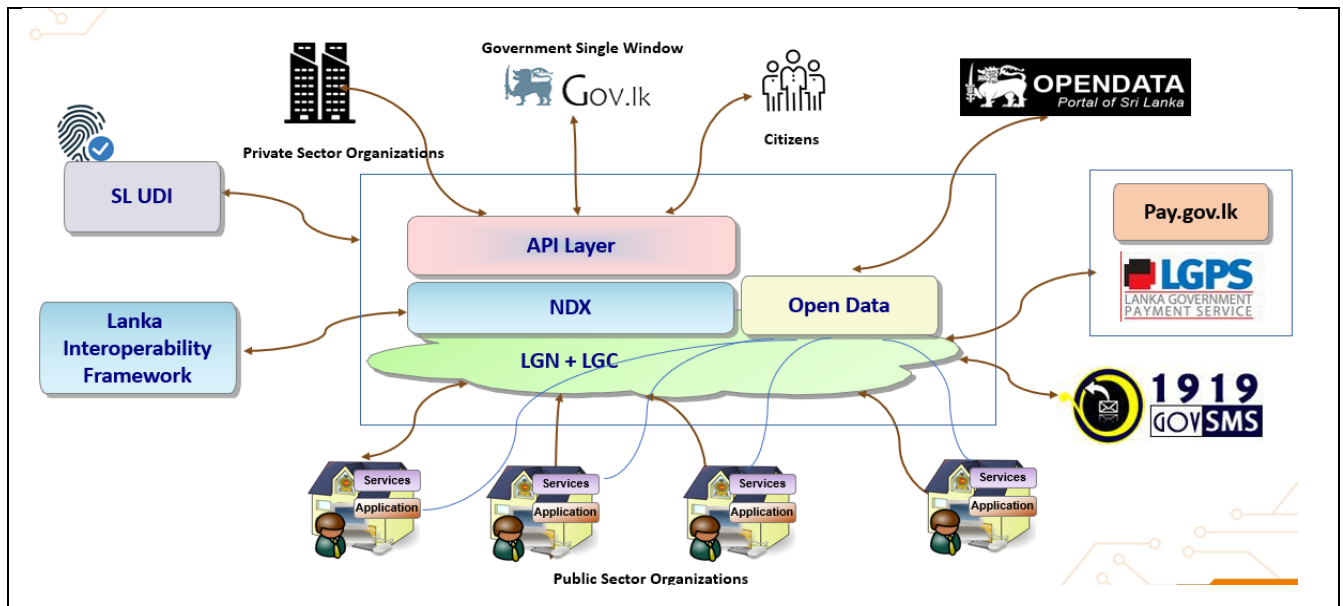 Government Single Window
Gov.lk
OPENDATA
Portal of Sri Lanka
Private Sector Organizations
Citizens
SL UDI
Pay.gov.lk
API Layer
LGPS
LANKA GOVERNMENT
PAYMENT SERVICE
NDX
Open Data
Lanka
Interoperability
Framework
LGN + LGC
1919
GOVSMS
Services
Application
Services
Application
Services
Application
Services
Application
Public Sector Organizations